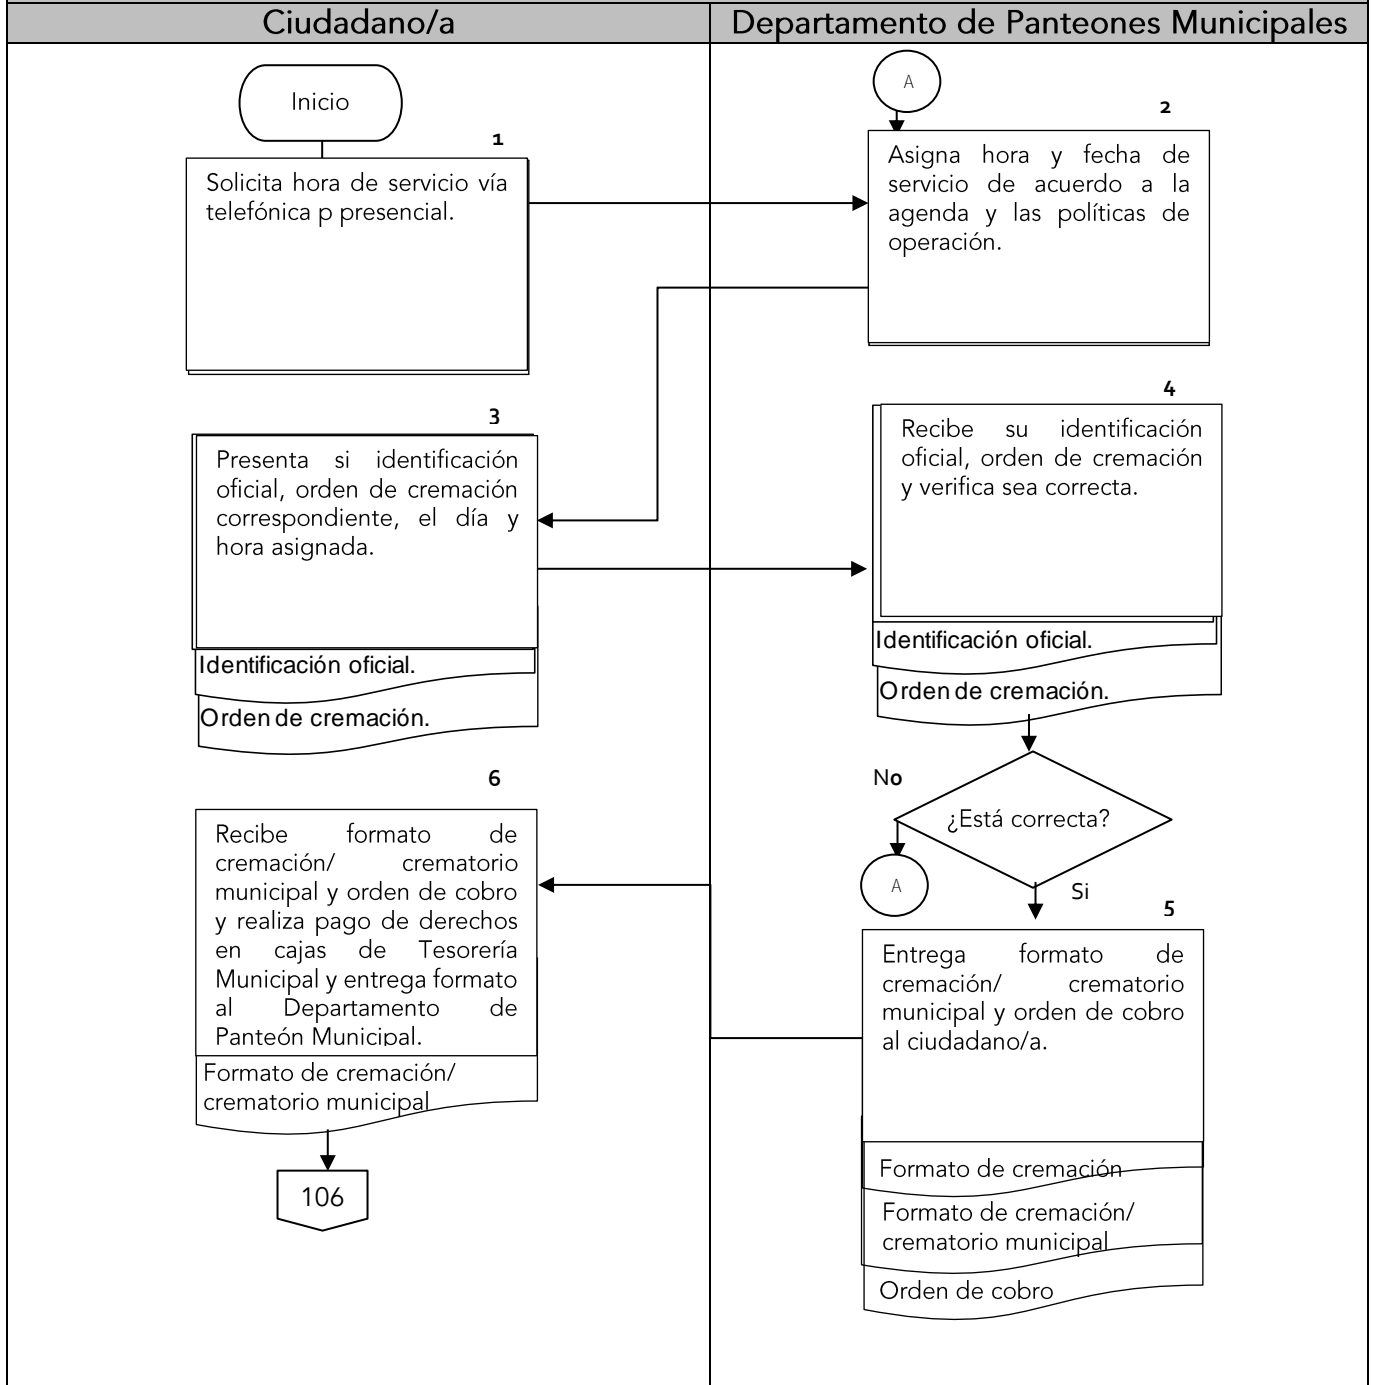 Ciudadano/a
Departamento de Panteones Municipales
Inicio
1
Solicita hora de servicio vía
telefónica p presencial.
A
2
Asigna hora y fecha de
servicio de acuerdo a la
agenda y las políticas de
operación.
3
Presenta si identificación
oficial, orden de cremación
correspondiente, el día y
hora asignada.
Identificación oficial.
Orden de cremación.
4
Recibe su identificación
oficial, orden de cremación
y verifica sea correcta.
Identificación oficial.
Orden de cremación.
No
¿Está correcta?
A
Si
5
Entrega formato de
cremación/ crematorio
municipal y orden de cobro
al ciudadano/a.
Formato de cremación
Formato de cremación/
crematorio municipal
Orden de cobro
6
Recibe formato de
cremación/ crematorio
municipal y orden de cobro
y realiza pago de derechos
en cajas de Tesorería
Municipal y entrega formato
al Departamento de
Panteón Municipal.
Formato de cremación/
crematorio municipal
106